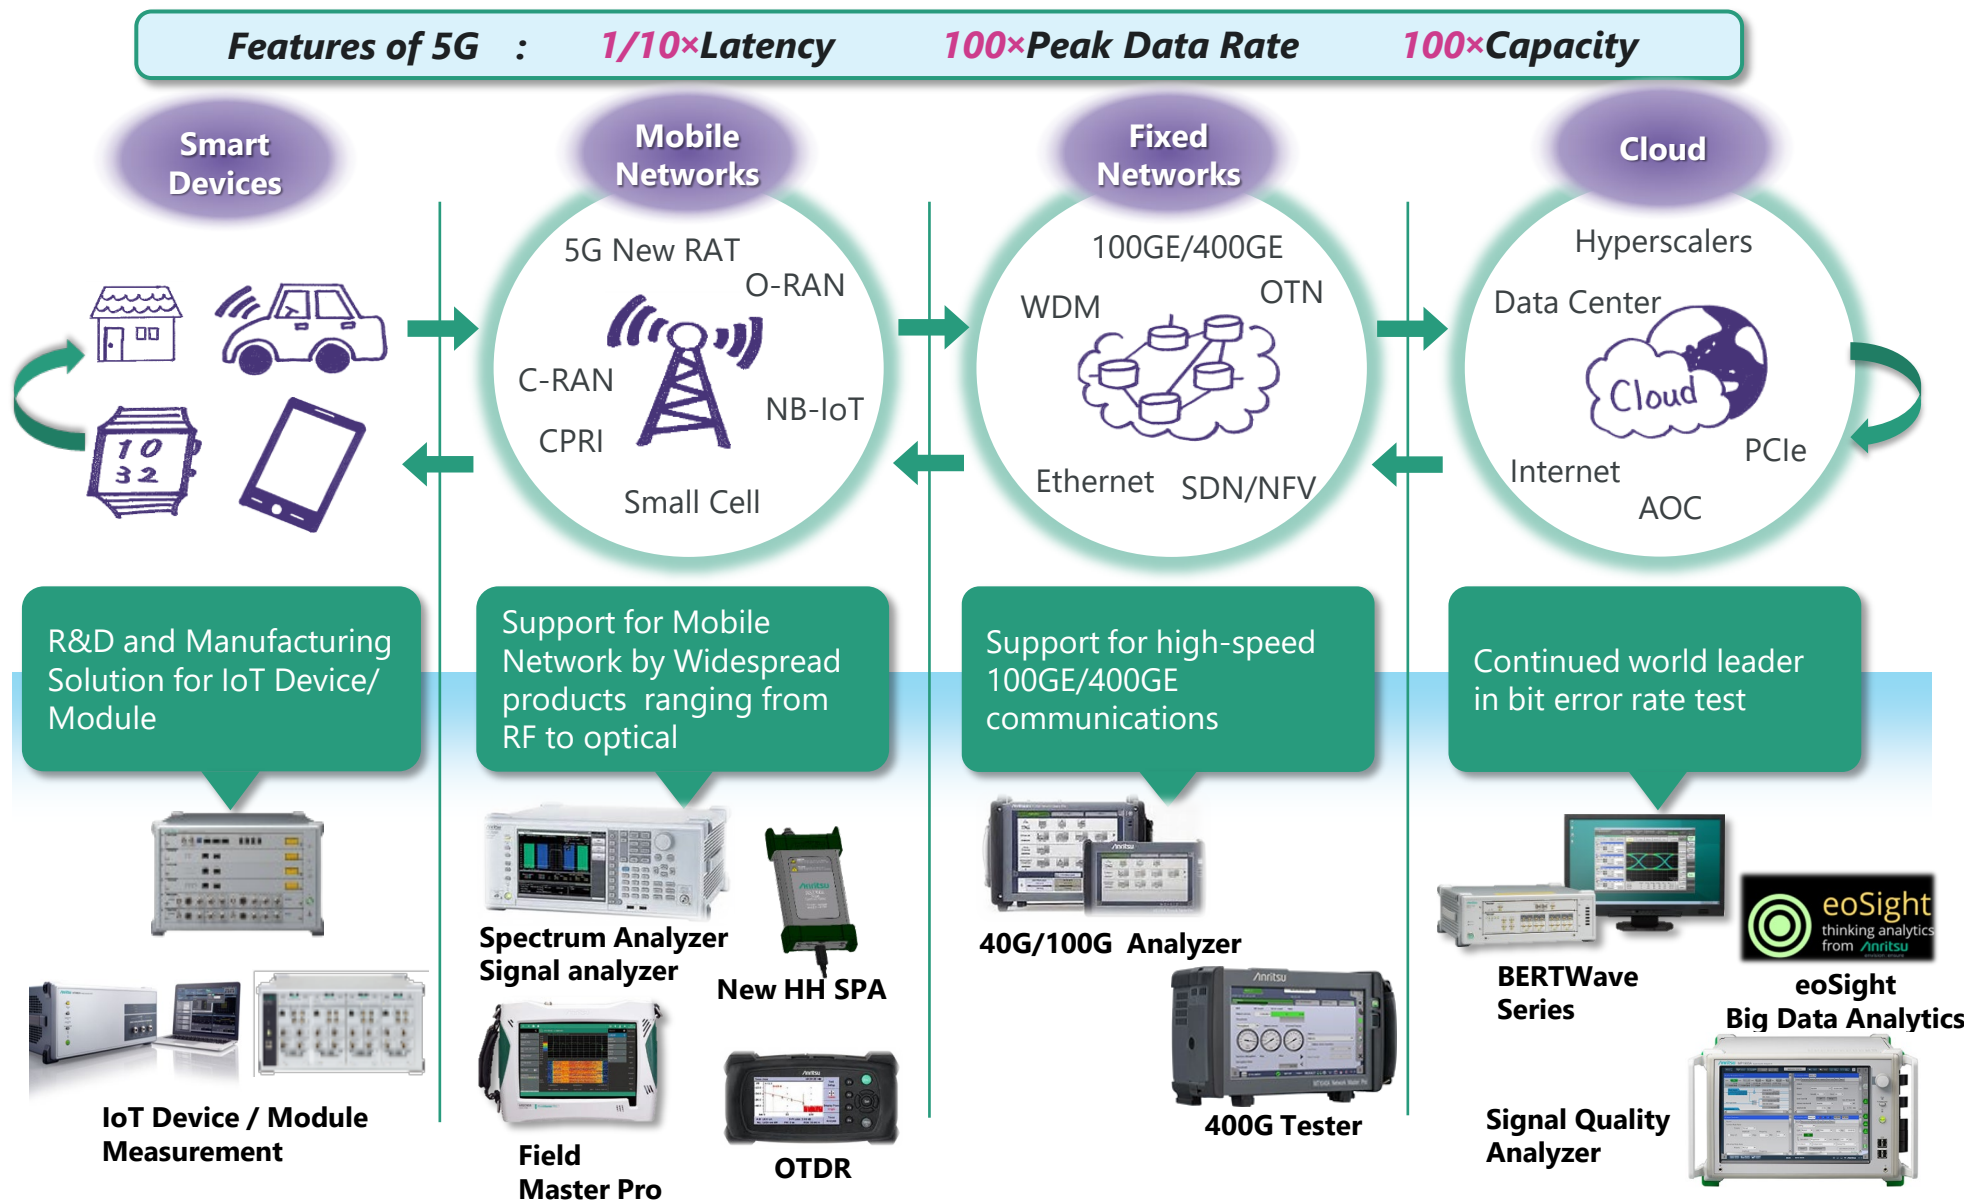 Features of 5G : 1/10×Latency 100×Peak Data Rate 100×Capacity
Smart
Devices
Mobile
Networks
Fixed
Networks
Cloud
10
32
5G New RAT
O-RAN
C-RAN
NB-IoT
CPRI
Small Cell
100GE/400GE
OTN
WDM
Ethernet
SDN/NFV
Hyperscalers
Data Center
Cloud
PCIe
Internet
AOC
R&D and Manufacturing
Solution for IoT Device/
Module
Support for Mobile
Network by Widespread
products ranging from
RF to optical
Support for high-speed
100GE/400GE
communications
Continued world leader
in bit error rate test
IoT Device / Module
Measurement
Spectrum Analyzer
Signal analyzer
Anritsu
New HH SPA
Field
Master Pro
Anritsu
OTDR
Anritsu
40G/100G Analyzer
Anritsu
400G Tester
BERTWave
Series
eoSight
thinking analytics
from Anritsu
eoSight
Big Data Analytics
Signal Quality
Analyzer
Anritsu